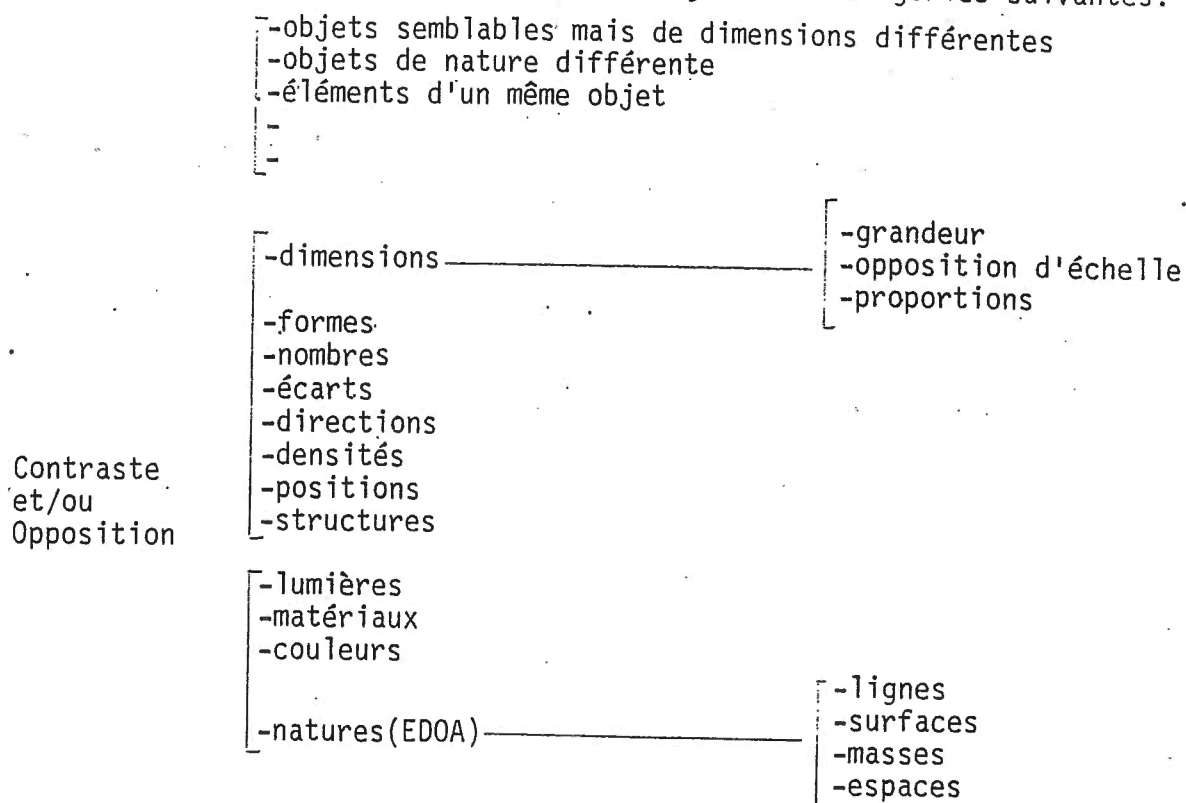 suivantes:
-objets semblables mais de dimensions différentes
-objets de nature différente
-éléments d'un même objet
-
-
-dimensions
-grandeur
-opposition d'échelle
-proportions
-formes
-nombres
-écarts
-directions
-densités
-positions
-structures
Contraste
et/ou
Opposition
-lumières
-matériaux
-couleurs
-natures(EDOA)
-lignes
-surfaces
-masses
-espaces